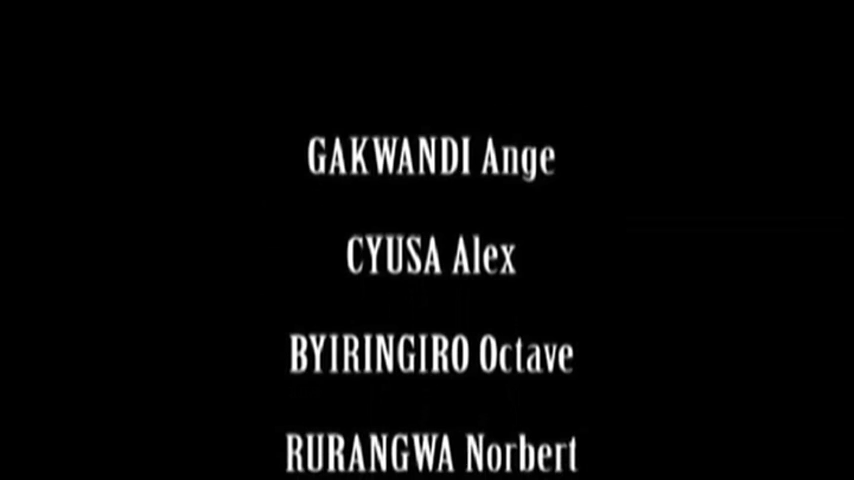 GAKWANDI Ange
CYUSA Alex
BYIRINGIRO Octave
RURANGWA Norbert